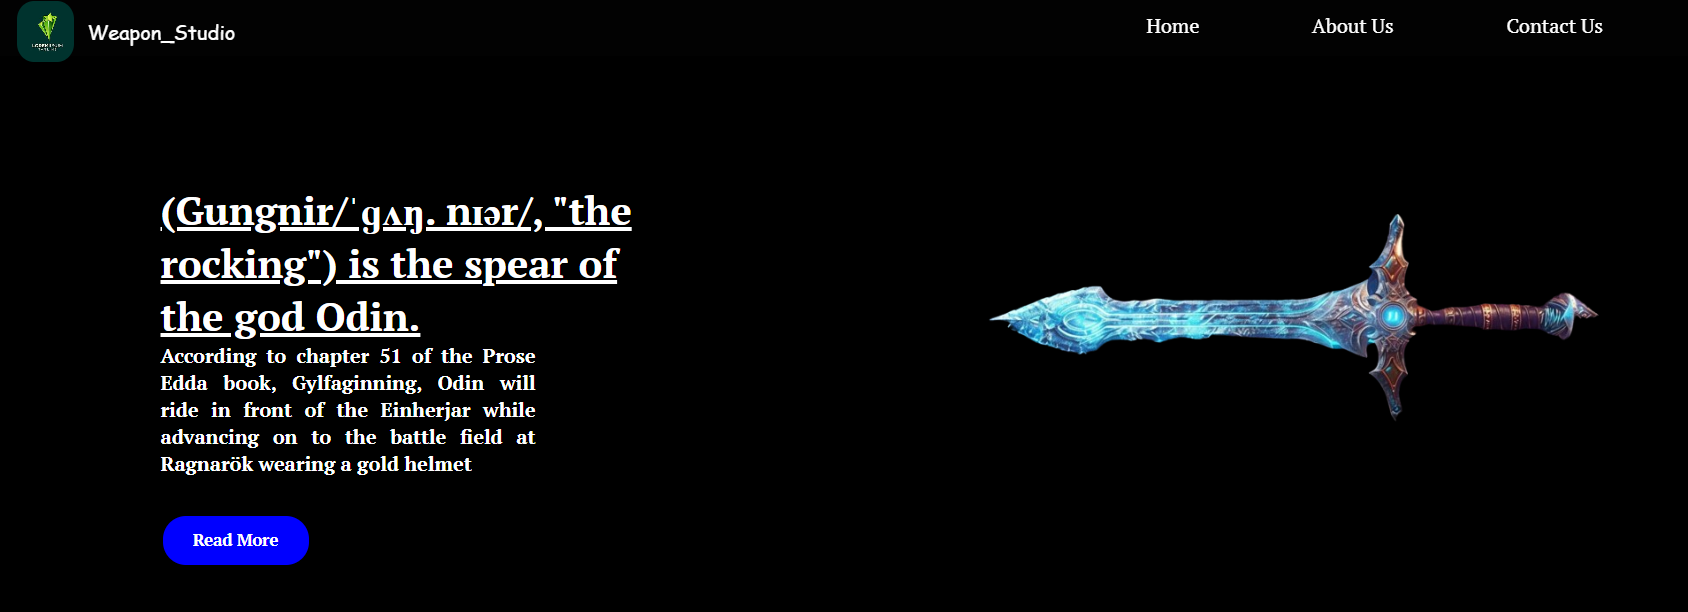 Weapon_Studio
Home
About Us
Contact Us
(Gungnir/ˈɡʌŋ. nɪər/, "the
rocking") is the spear of
the god Odin.
According to chapter 51 of the Prose
Edda book, Gylfaginning, Odin will
ride in front of the Einherjar while
advancing on to the battle field at
Ragnarök wearing a gold helmet
Read More